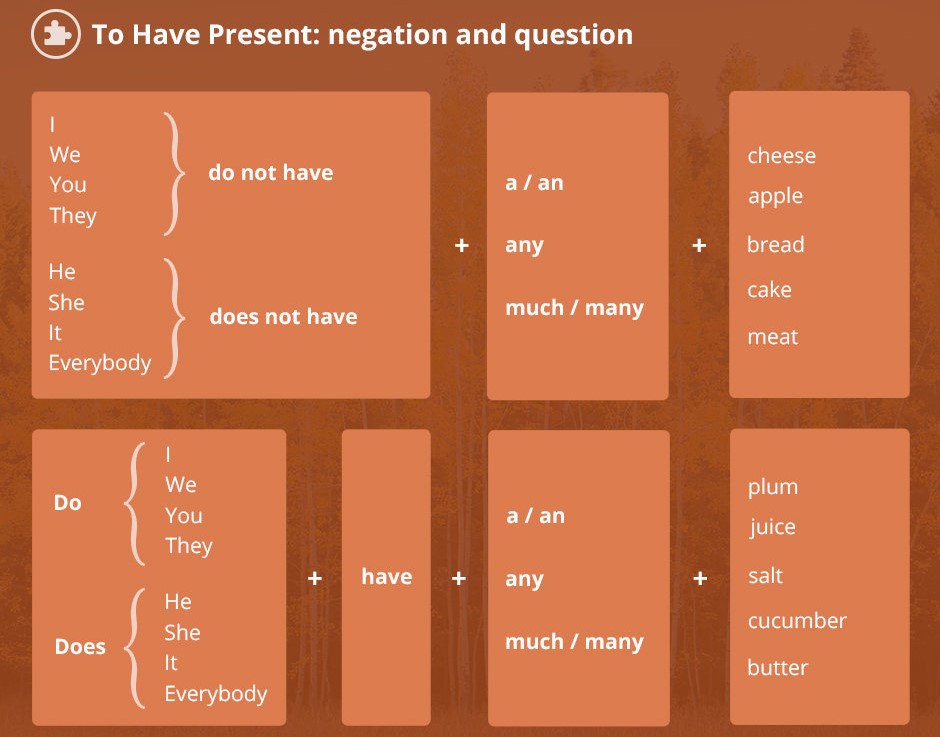 To Have Present: negation and question
I
We
You
They
do not have
He
She
It
Everybody
does not have
+
a / an
any
much / many
+
cheese
apple
bread
cake
meat
Do
I
We
You
They
Does
He
She
It
Everybody
+
have
+
a / an
any
much / many
+
plum
juice
salt
cucumber
butter